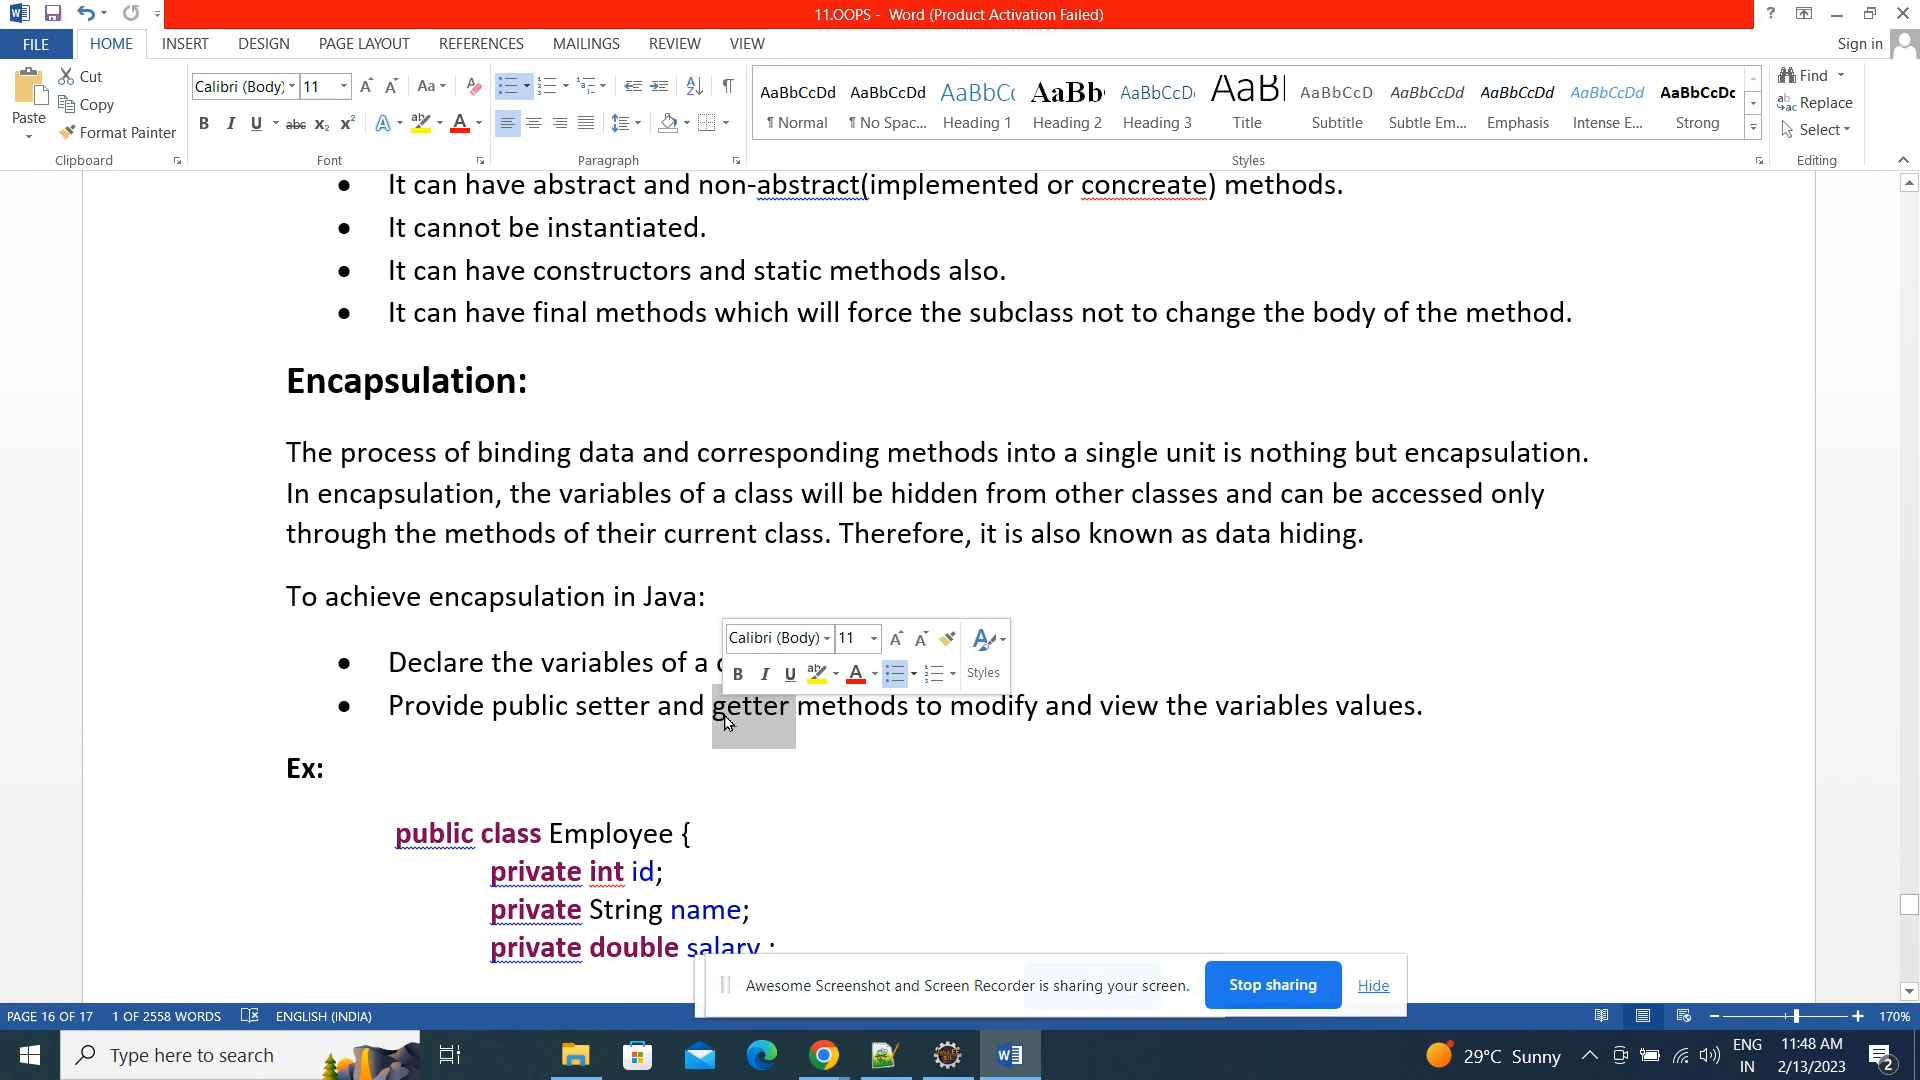 11.OOPS - Word (Product Activation Failed)
FILE HOME INSERT DESIGN PAGE LAYOUT REFERENCES MAILINGS REVIEW VIEW Sign in
Paste
Cut
Copy
Format Painter
Clipboard
Calibri (Body) 11
Font
Paragraph
AaBbCcDd AaBbCcDd AaBbC AaBb AaBbCcD AaB AaBbCcD AaBbCcDd AaBbCcDd AaBbCcDd AaBbCcDc
¶ Normal ¶ No Spac... Heading 1 Heading 2 Heading 3 Title Subtitle Subtle Em... Emphasis Intense E... Strong
Styles
Find
Replace
Select
Editing
• It can have abstract and non-abstract(implemented or concreate) methods.
• It cannot be instantiated.
• It can have constructors and static methods also.
• It can have final methods which will force the subclass not to change the body of the method.
Encapsulation:
The process of binding data and corresponding methods into a single unit is nothing but encapsulation.
In encapsulation, the variables of a class will be hidden from other classes and can be accessed only
through the methods of their current class. Therefore, it is also known as data hiding.
To achieve encapsulation in Java:
Calibri (Body) 11
B I U Styles
• Declare the variables of a
• Provide public setter and getter methods to modify and view the variables values.
Ex:
public class Employee {
private int id;
private String name;
private double salary ;
Awesome Screenshot and Screen Recorder is sharing your screen. Stop sharing Hide
PAGE 16 OF 17 1 OF 2558 WORDS ENGLISH (INDIA) 170%
Type here to search
29°C Sunny
ENG
IN
11:48 AM
2/13/2023
2